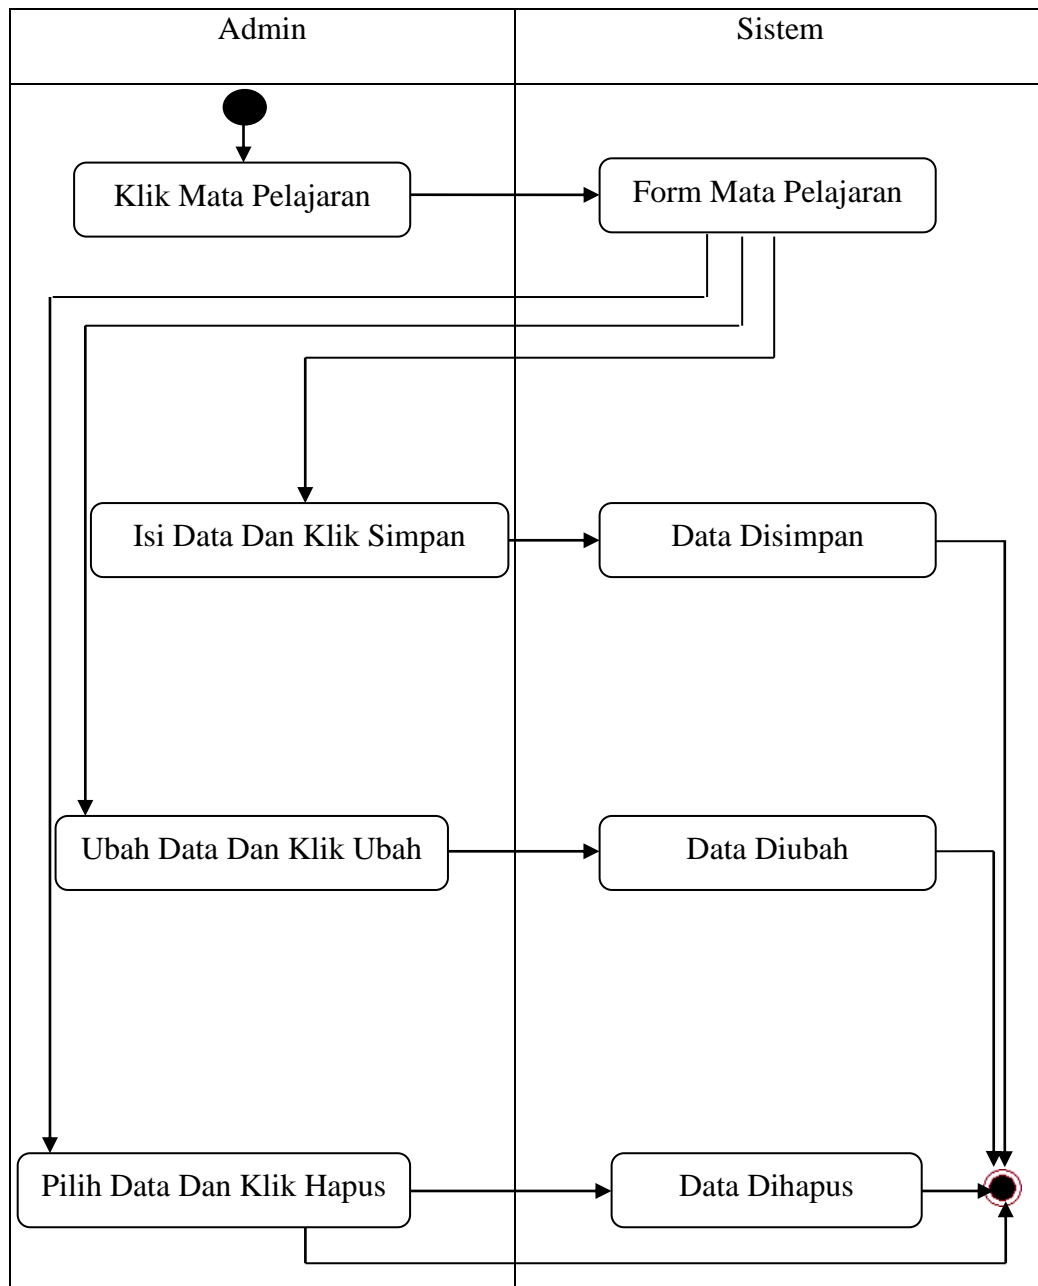 Admin
Sistem
Klik Mata Pelajaran
Form Mata Pelajaran
Isi Data Dan Klik Simpan
Data Disimpan
Ubah Data Dan Klik Ubah
Data Diubah
Pilih Data Dan Klik Hapus
Data Dihapus